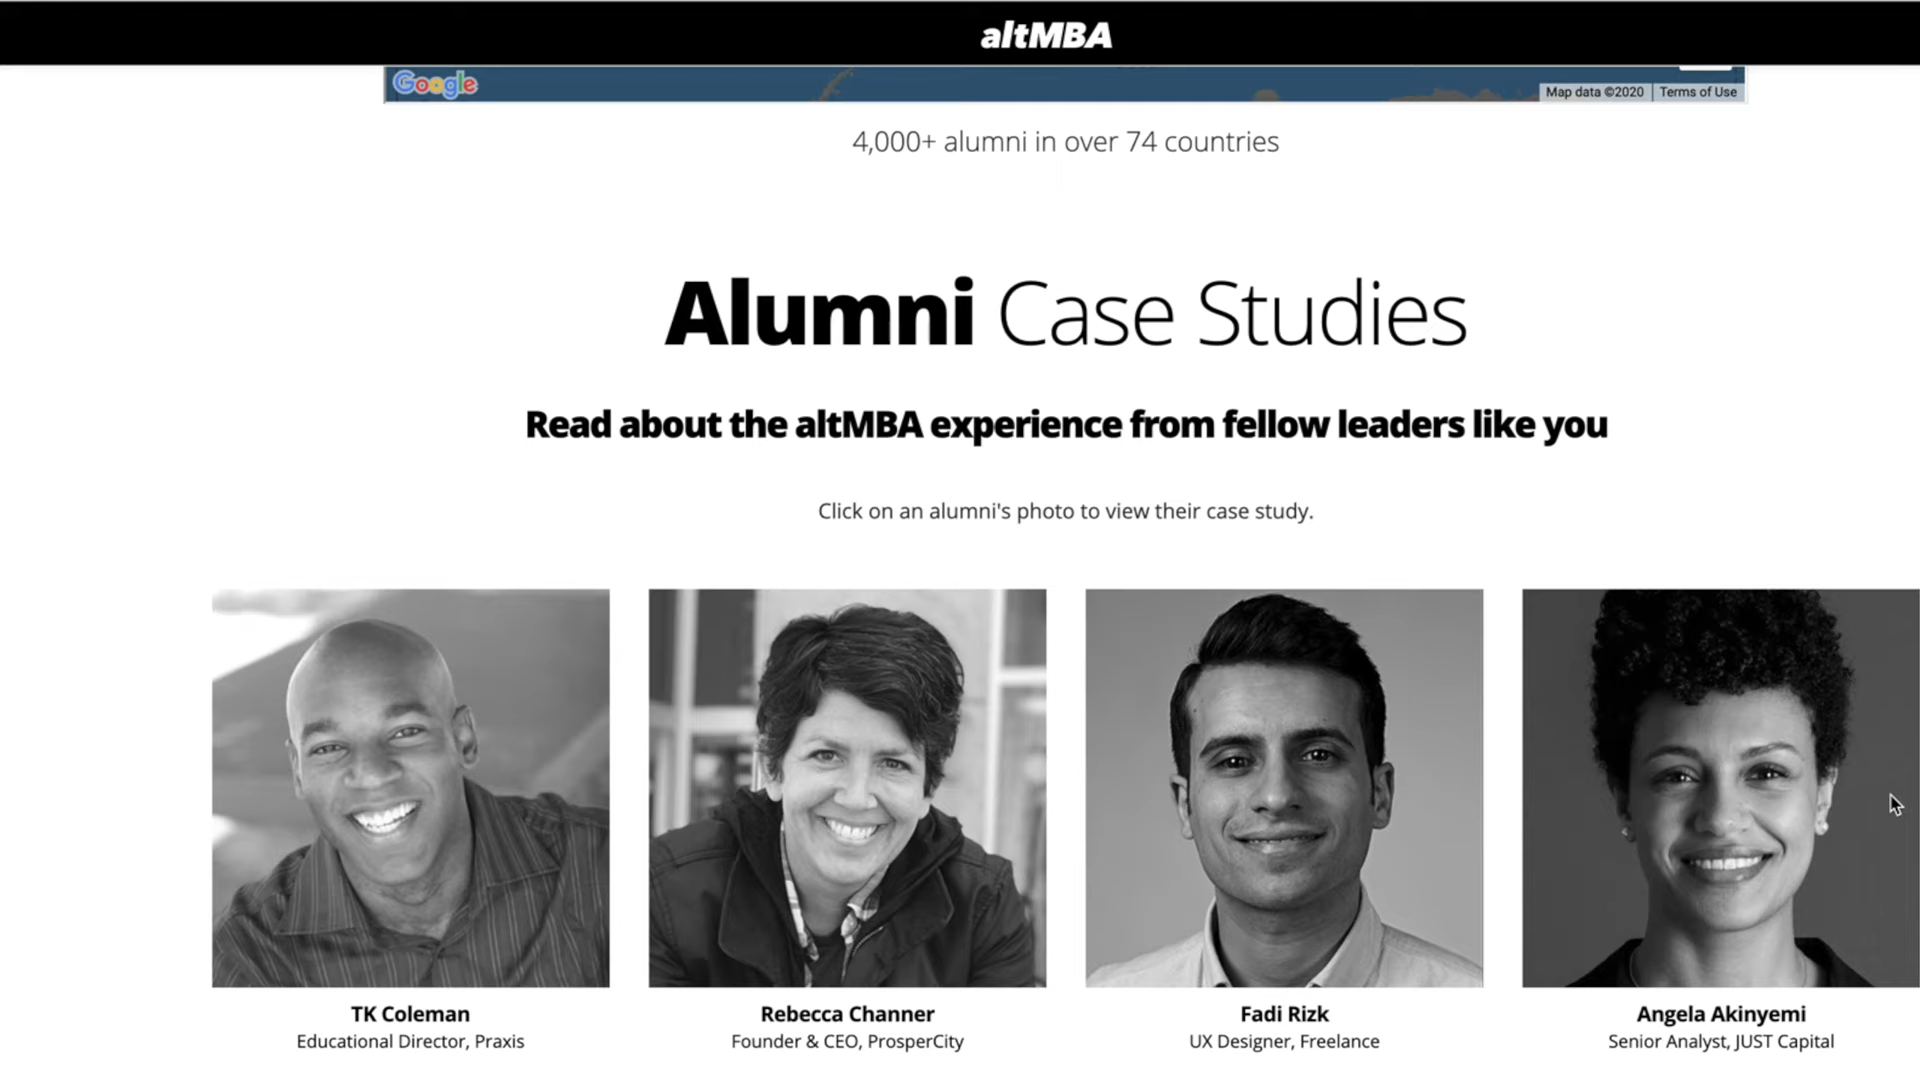 altMBA
Google
Map data ©2020 Terms of Use
4,000+ alumni in over 74 countries
Alumni Case Studies
Read about the altMBA experience from fellow leaders like you
Click on an alumni's photo to view their case study.
TK Coleman
Educational Director, Praxis
Rebecca Channer
Founder & CEO, ProsperCity
Fadi Rizk
UX Designer, Freelance
Angela Akinyemi
Senior Analyst, JUST Capital